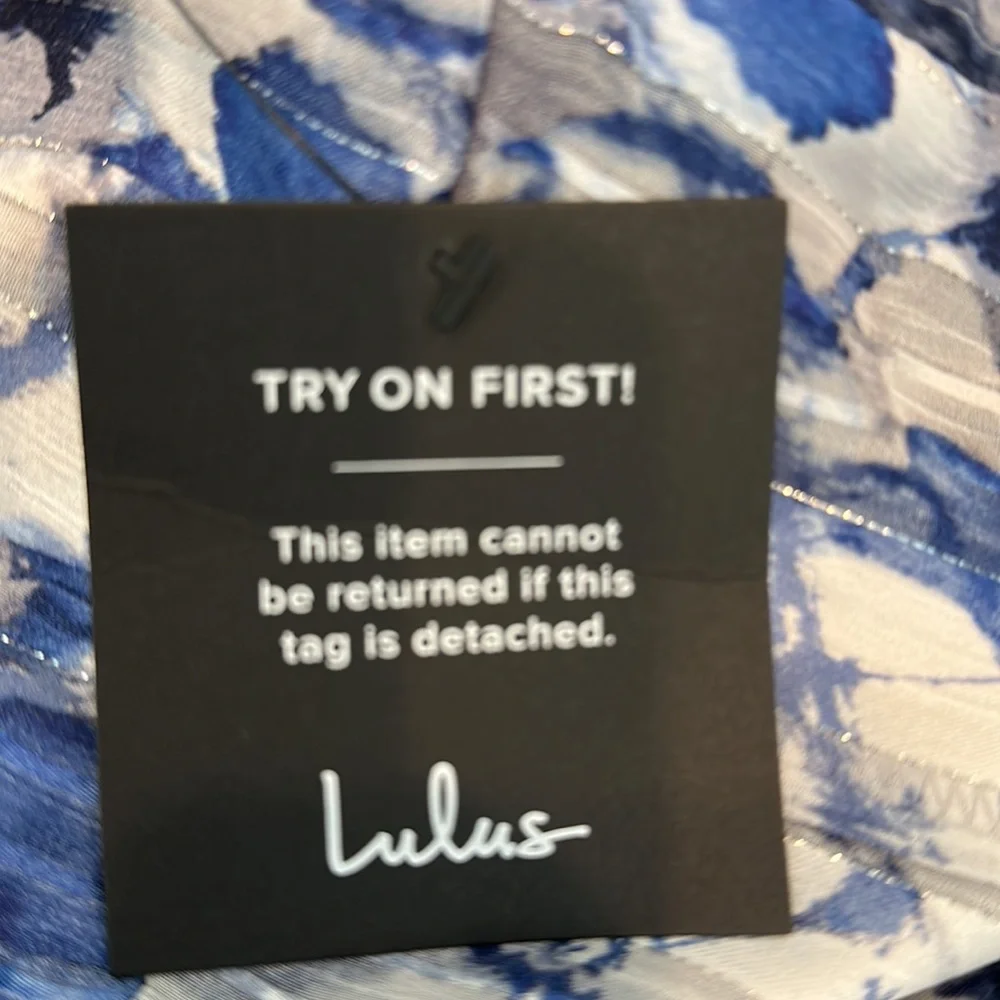 TRY ON FIRST!
This item cannot
be returned if this
tag is detached.
Lulus